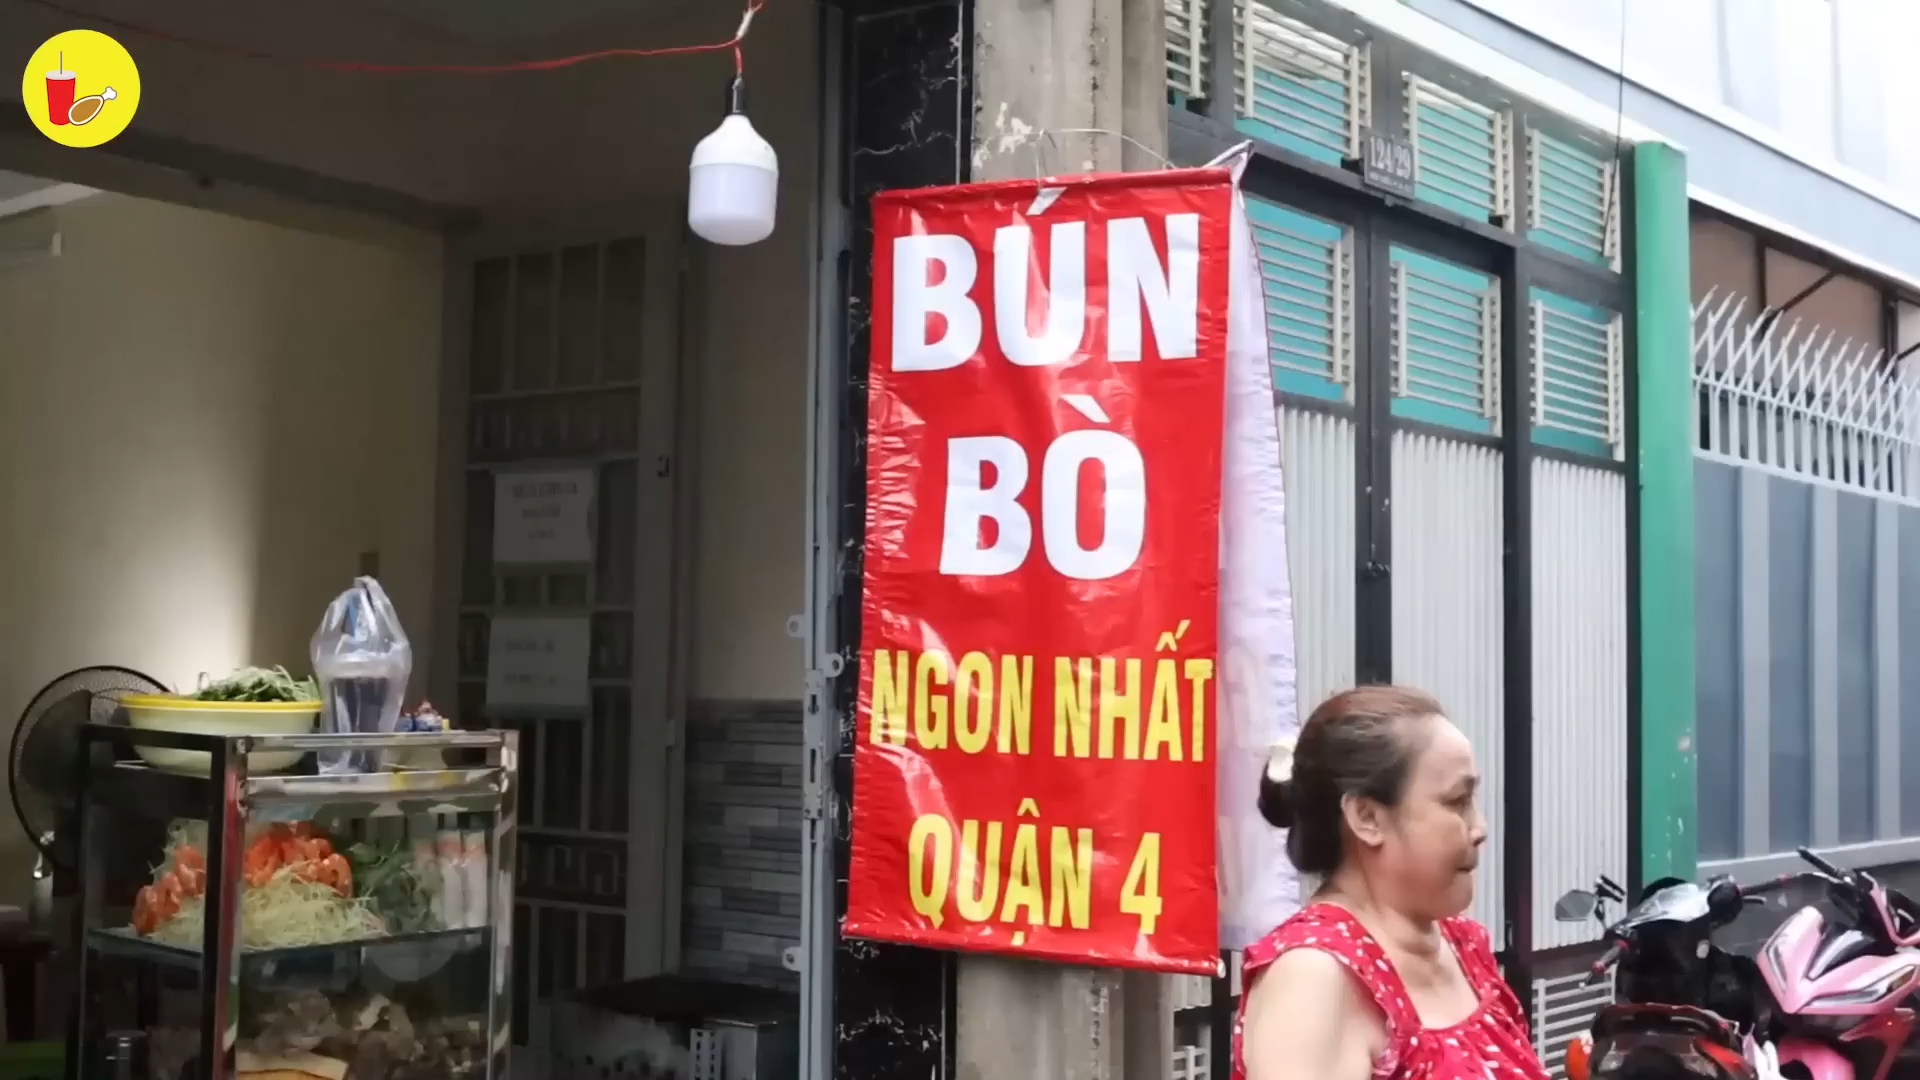 BÚN
BÒ
NGON NHẤT
QUẬN 4
124/29